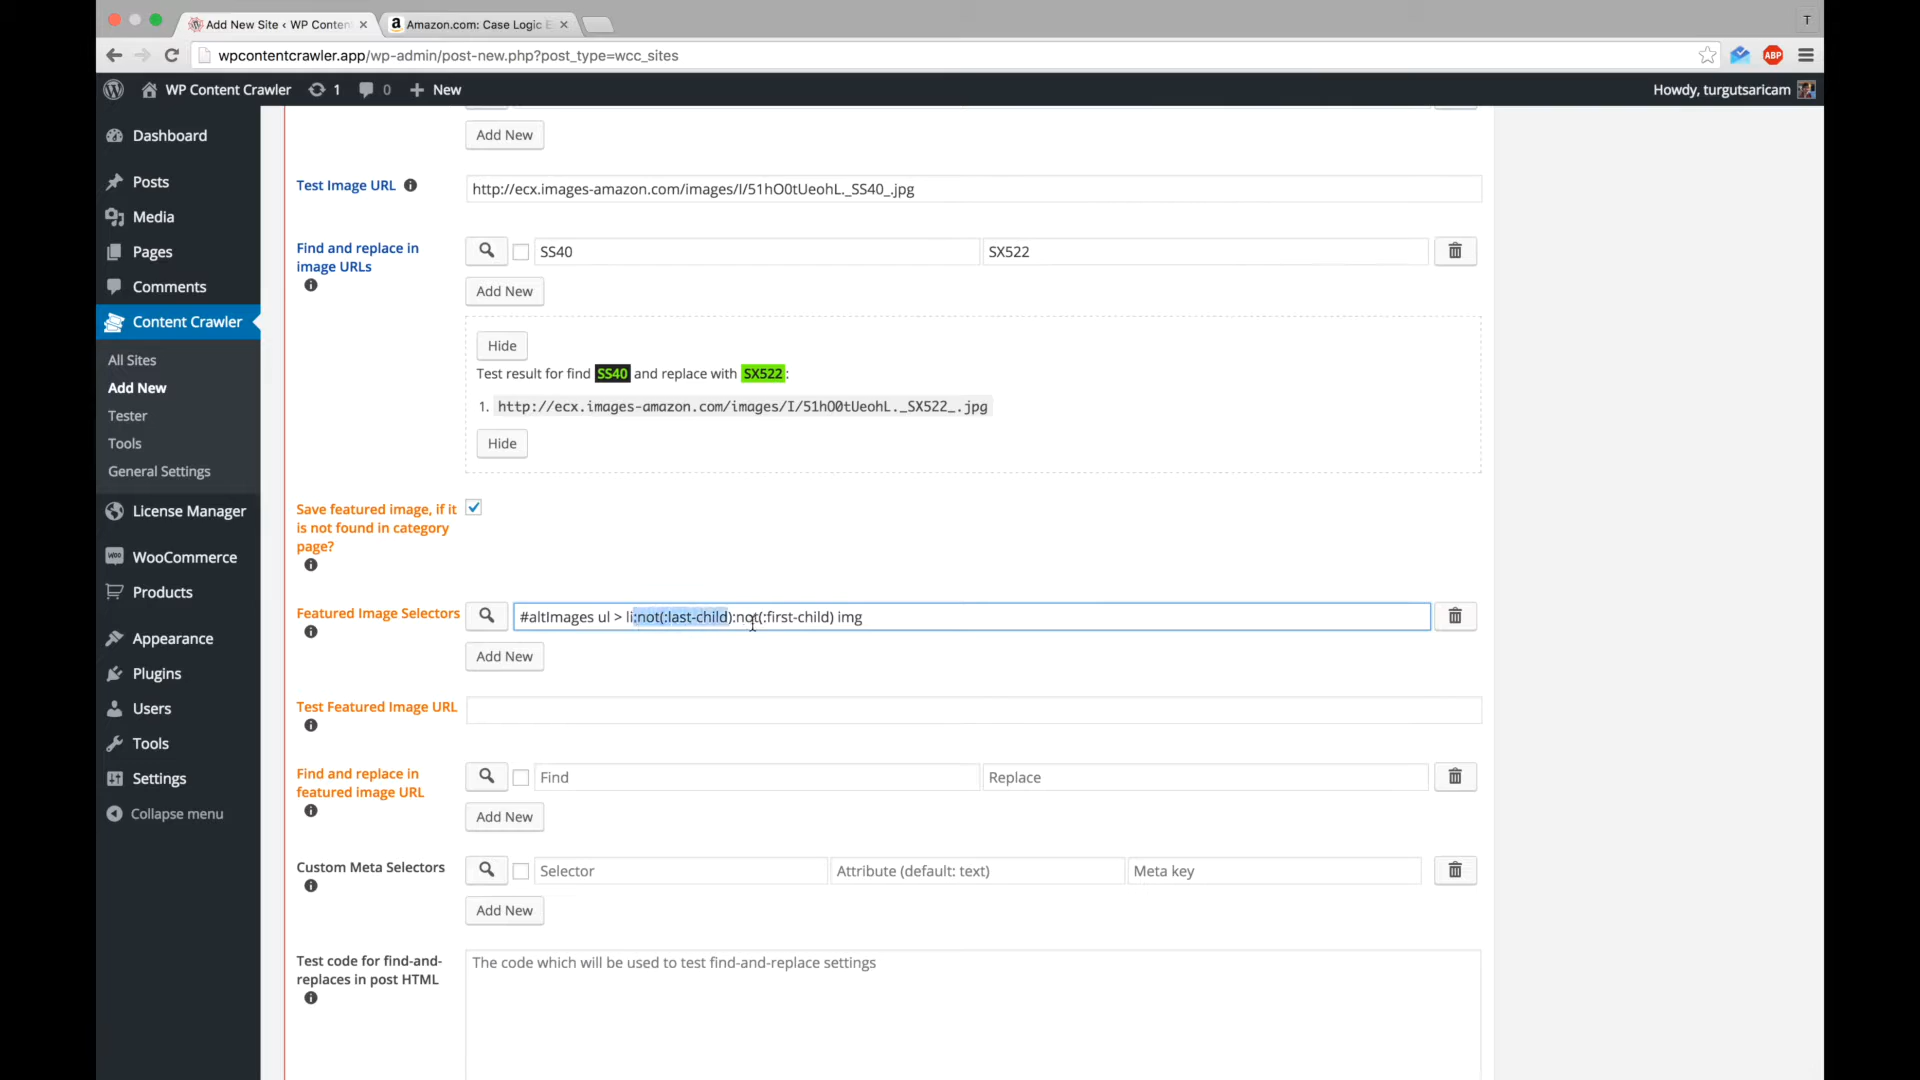 Add New Site ‹ WP Conten
Amazon.com: Case Logic E
T
wpcontentcrawler.app/wp-admin/post-new.php?post_type=wcc_sites
ABP
WP Content Crawler
1
0
New
Howdy, turgutsaricam
Dashboard
Posts
Media
Pages
Comments
Content Crawler
All Sites
Add New
Tester
Tools
General Settings
License Manager
WooCommerce
Products
Appearance
Plugins
Users
Tools
Settings
Collapse menu
Add New
Test Image URL
http://ecx.images-amazon.com/images/I/51hO0tUeohL._SS40_.jpg
Find and replace in
image URLs
SS40
SX522
Add New
Hide
Test result for find SS40 and replace with SX522:
1. http://ecx.images-amazon.com/images/I/51hO0tUeohL._SX522_.jpg
Hide
Save featured image, if it
is not found in category
page?
Featured Image Selectors
#altImages ul > li:not(:last-child):not(:first-child) img
Add New
Test Featured Image URL
Find and replace in
featured image URL
Find
Replace
Add New
Custom Meta Selectors
Selector
Attribute (default: text)
Meta key
Add New
Test code for find-and-
replaces in post HTML
The code which will be used to test find-and-replace settings